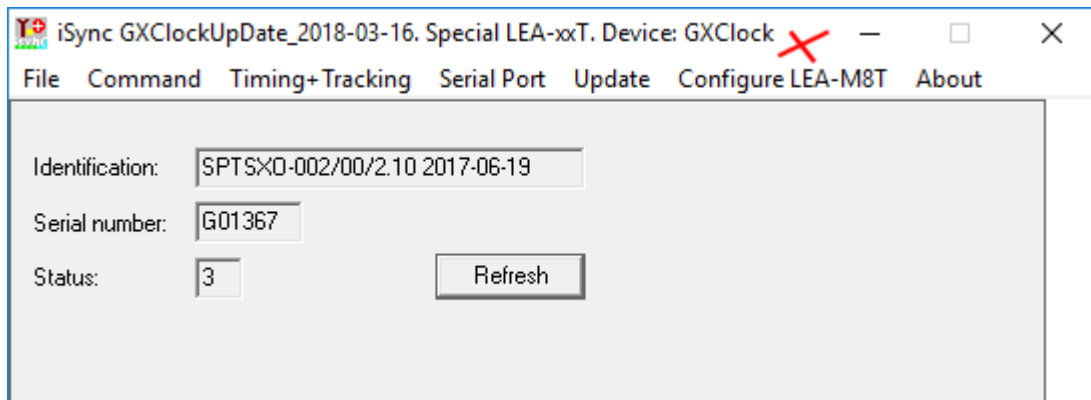 iSync GXClockUpDate_2018-03-16. Special LEA-xxT. Device: GXClock
File Command Timing+Tracking Serial Port Update Configure LEA-M8T About
Identification: SPTSXO-002/00/2.10 2017-06-19
Serial number: G01367
Status: 3 Refresh